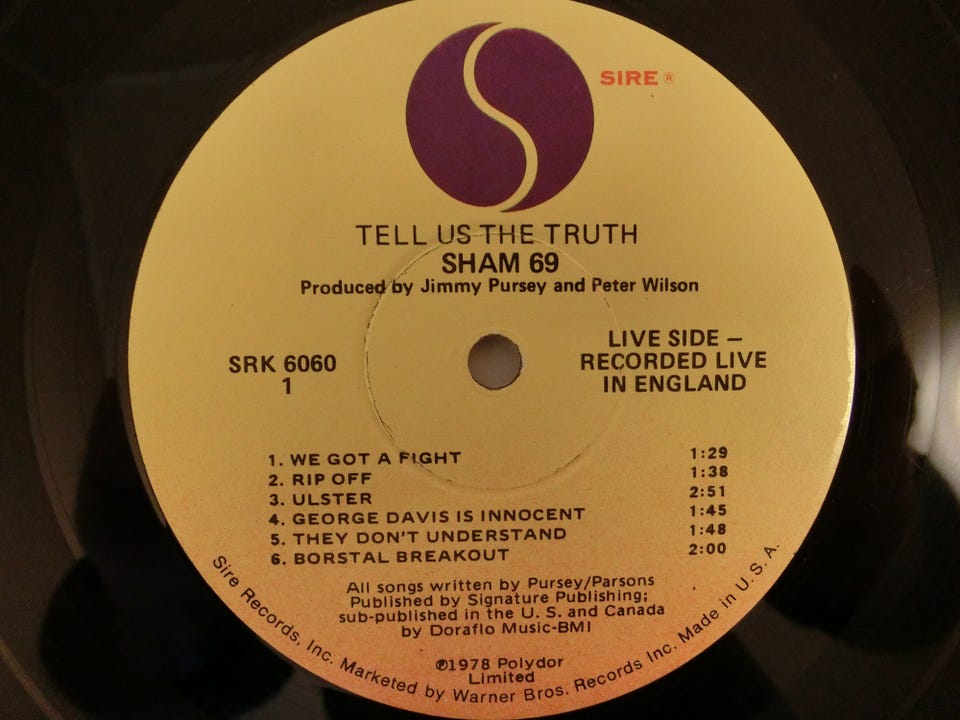 SIRE ®
TELL US THE TRUTH
SHAM 69
Produced by Jimmy Pursey and Peter Wilson
SRK 6060
1
LIVE SIDE –
RECORDED LIVE
IN ENGLAND
1. WE GOT A FIGHT 1:29
2. RIP OFF 1:38
3. ULSTER 2:51
4. GEORGE DAVIS IS INNOCENT 1:45
5. THEY DON'T UNDERSTAND 1:48
6. BORSTAL BREAKOUT 2:00
All songs written by Pursey/Parsons
Published by Signature Publishing;
sub-published in the U. S. and Canada
by Doraflo Music-BMI
℗1978 Polydor
Limited
Sire Records, Inc. Marketed by Warner Bros. Records Inc. Made in U. S. A.